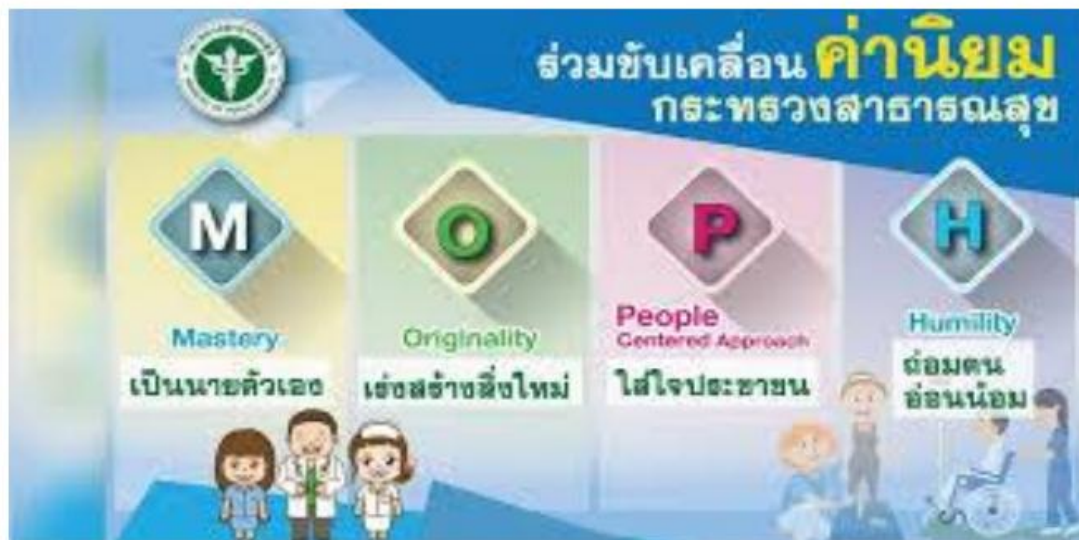 ร่วมขับเคลื่อน ค่านิยม
กระทรวงสาธารณสุข
M
O
P
H
Mastery
เป็นนายตัวเอง
Originality
เร่งสร้างสิ่งใหม่
People
Centered Approach
ใส่ใจประชาชน
Humility
ถ่อมตน
อ่อนน้อม